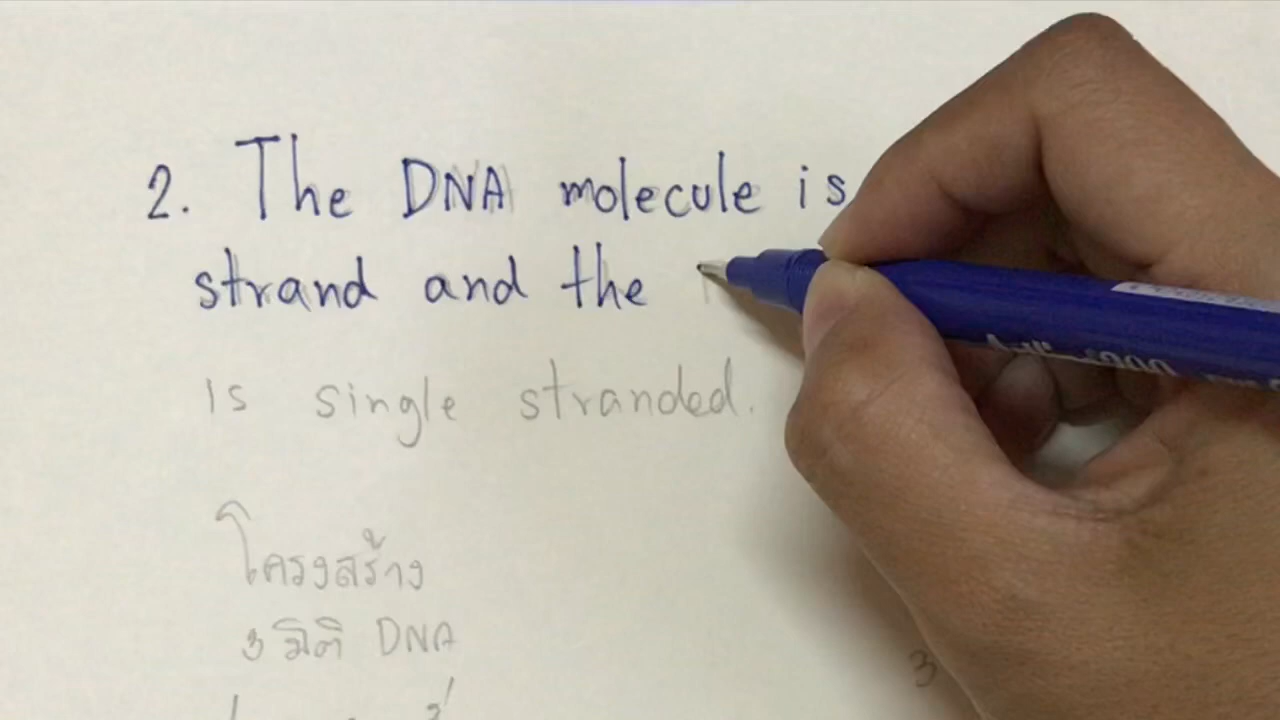 2. The DNA molecule is
strand and the
is single stranded.
โครงสร้าง
3 มิติ DNA
3